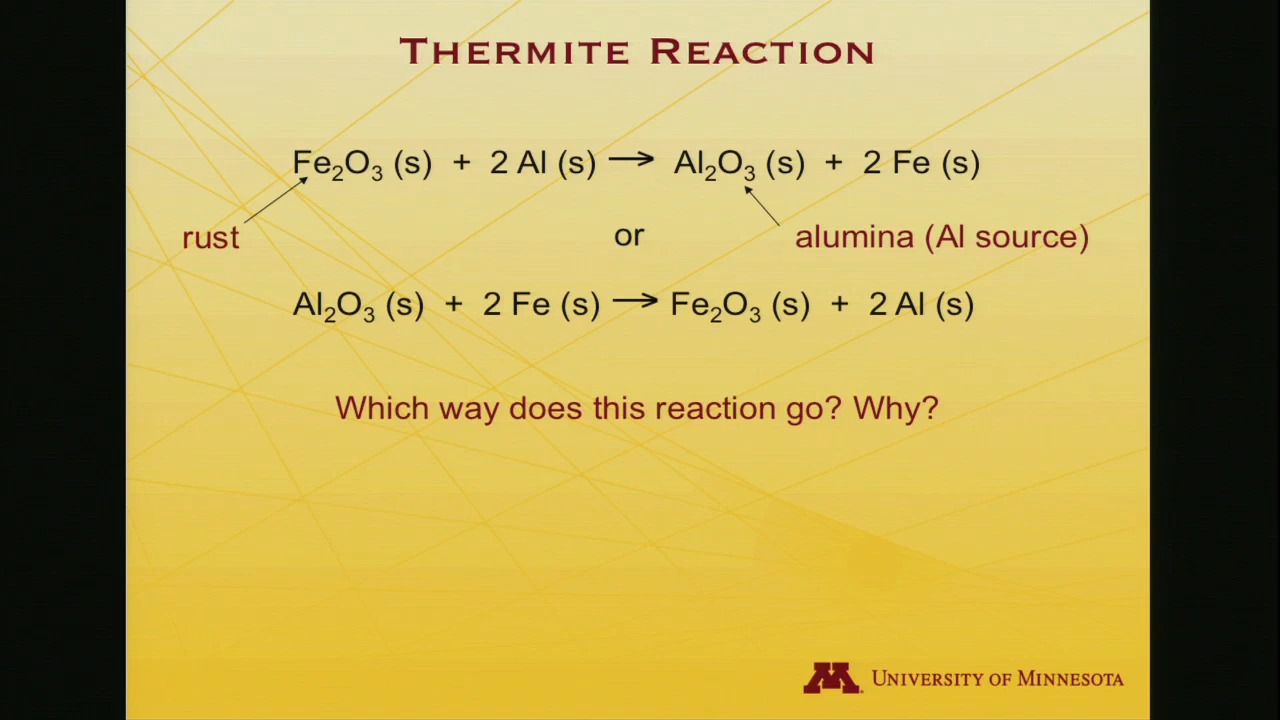 THERMITE REACTION
Fe₂O₃ (s) + 2 Al (s) → Al₂O₃ (s) + 2 Fe (s)
rust or alumina (Al source)
Al₂O₃ (s) + 2 Fe (s) → Fe₂O₃ (s) + 2 Al (s)
Which way does this reaction go? Why?
M UNIVERSITY OF MINNESOTA